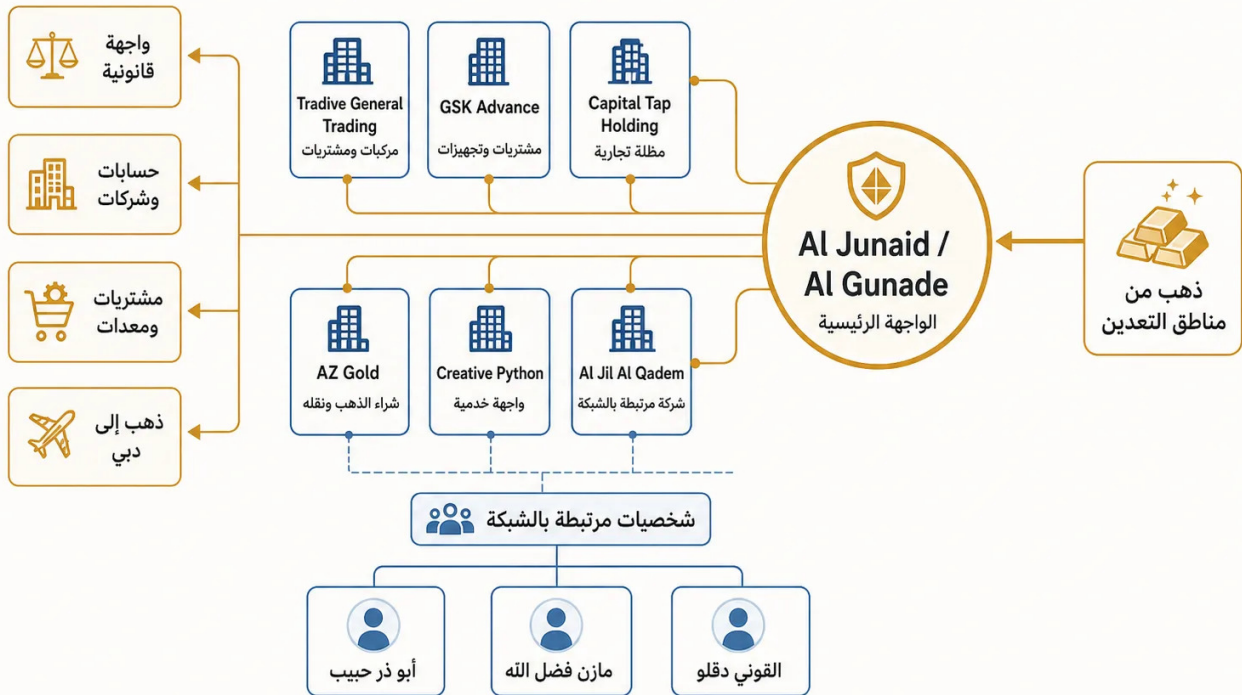 واجهة
قانونية
حسابات
وشركات
مشتريات
ومعدات
ذهب إلى
دبي
Tradive General
Trading
مركبات ومشتريات
GSK Advance
مشتريات وتجهيزات
Capital Tap
Holding
مظلة تجارية
Al Junaid /
Al Gunade
الواجهة الرئيسية
ذهب من
مناطق التعدين
AZ Gold
شراء الذهب ونقله
Creative Python
واجهة خدمية
Al Jil Al Qadem
شركة مرتبطة بالشبكة
شخصيات مرتبطة بالشبكة
أبو ذر حبيب
مازن فضل الله
القوني دقلو